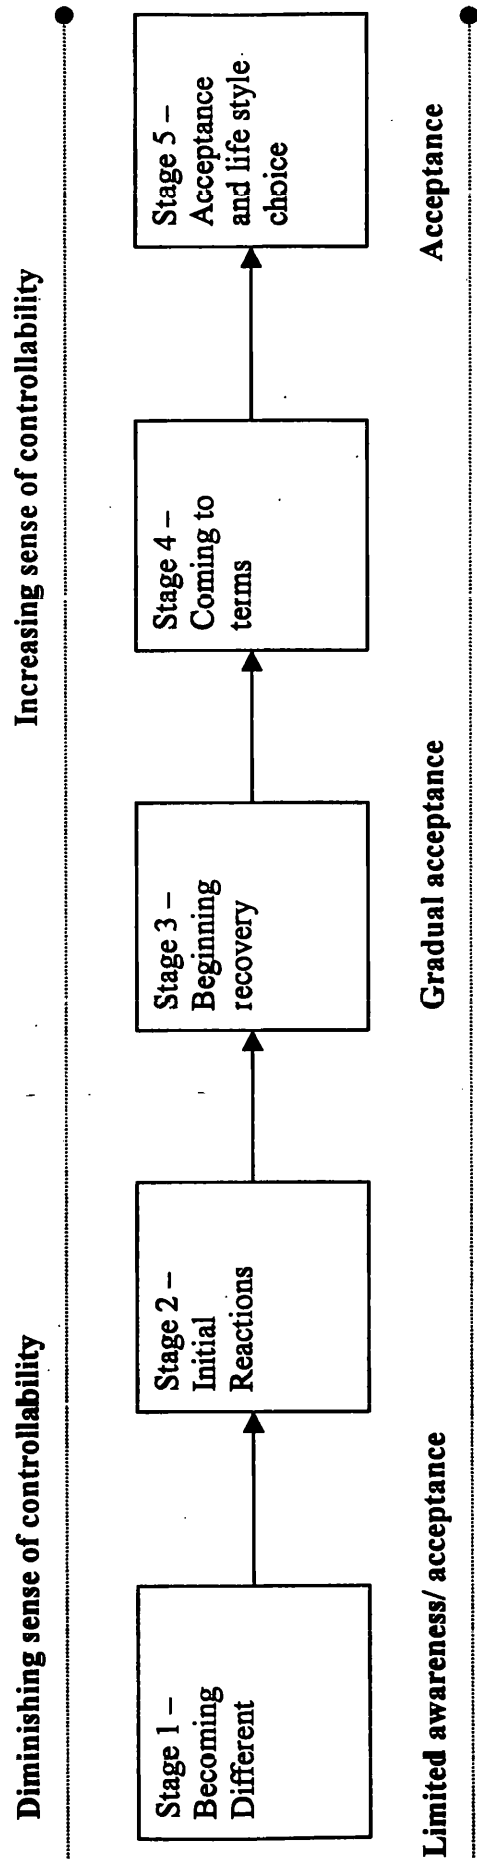 Diminishing sense of controllability
Increasing sense of controllability
Stage 1 –
Becoming
Different
Stage 2 –
Initial
Reactions
Stage 3 –
Beginning
recovery
Stage 4 –
Coming to
terms
Stage 5 –
Acceptance
and life style
choice
Limited awareness/ acceptance
Gradual acceptance
Acceptance